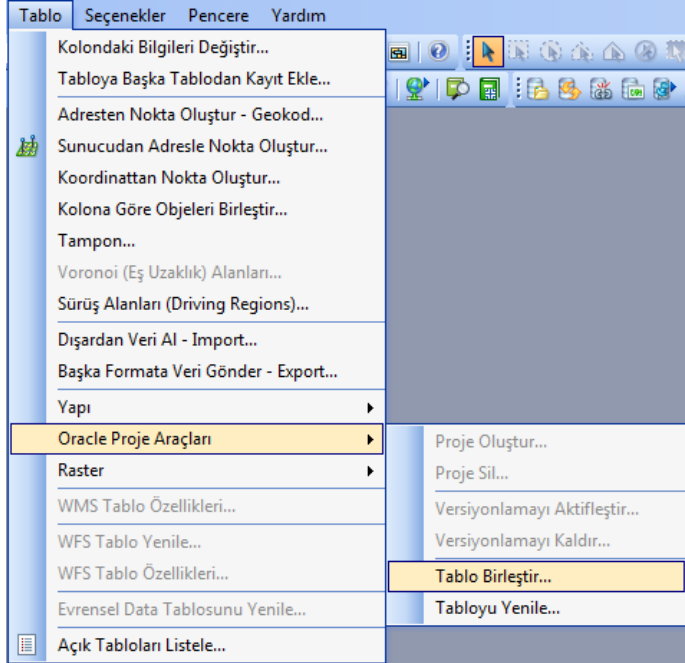 Tablo Seçenekler Pencere Yardım
Kolondaki Bilgileri Değiştir...
Tabloya Başka Tablodan Kayıt Ekle...
Adresten Nokta Oluştur - Geokod...
Sunucudan Adresle Nokta Oluştur...
Koordinattan Nokta Oluştur...
Kolona Göre Objeleri Birleştir...
Tampon...
Voronoi (Eş Uzaklık) Alanları...
Sürüş Alanları (Driving Regions)...
Dışardan Veri Al - Import...
Başka Formata Veri Gönder - Export...
Yapı
Oracle Proje Araçları
Raster
WMS Tablo Özellikleri...
WFS Tablo Yenile...
WFS Tablo Özellikleri...
Evrensel Data Tablosunu Yenile...
Açık Tabloları Listele...
Proje Oluştur...
Proje Sil...
Versiyonlamayı Aktifleştir...
Versiyonlamayı Kaldır...
Tablo Birleştir...
Tabloyu Yenile...